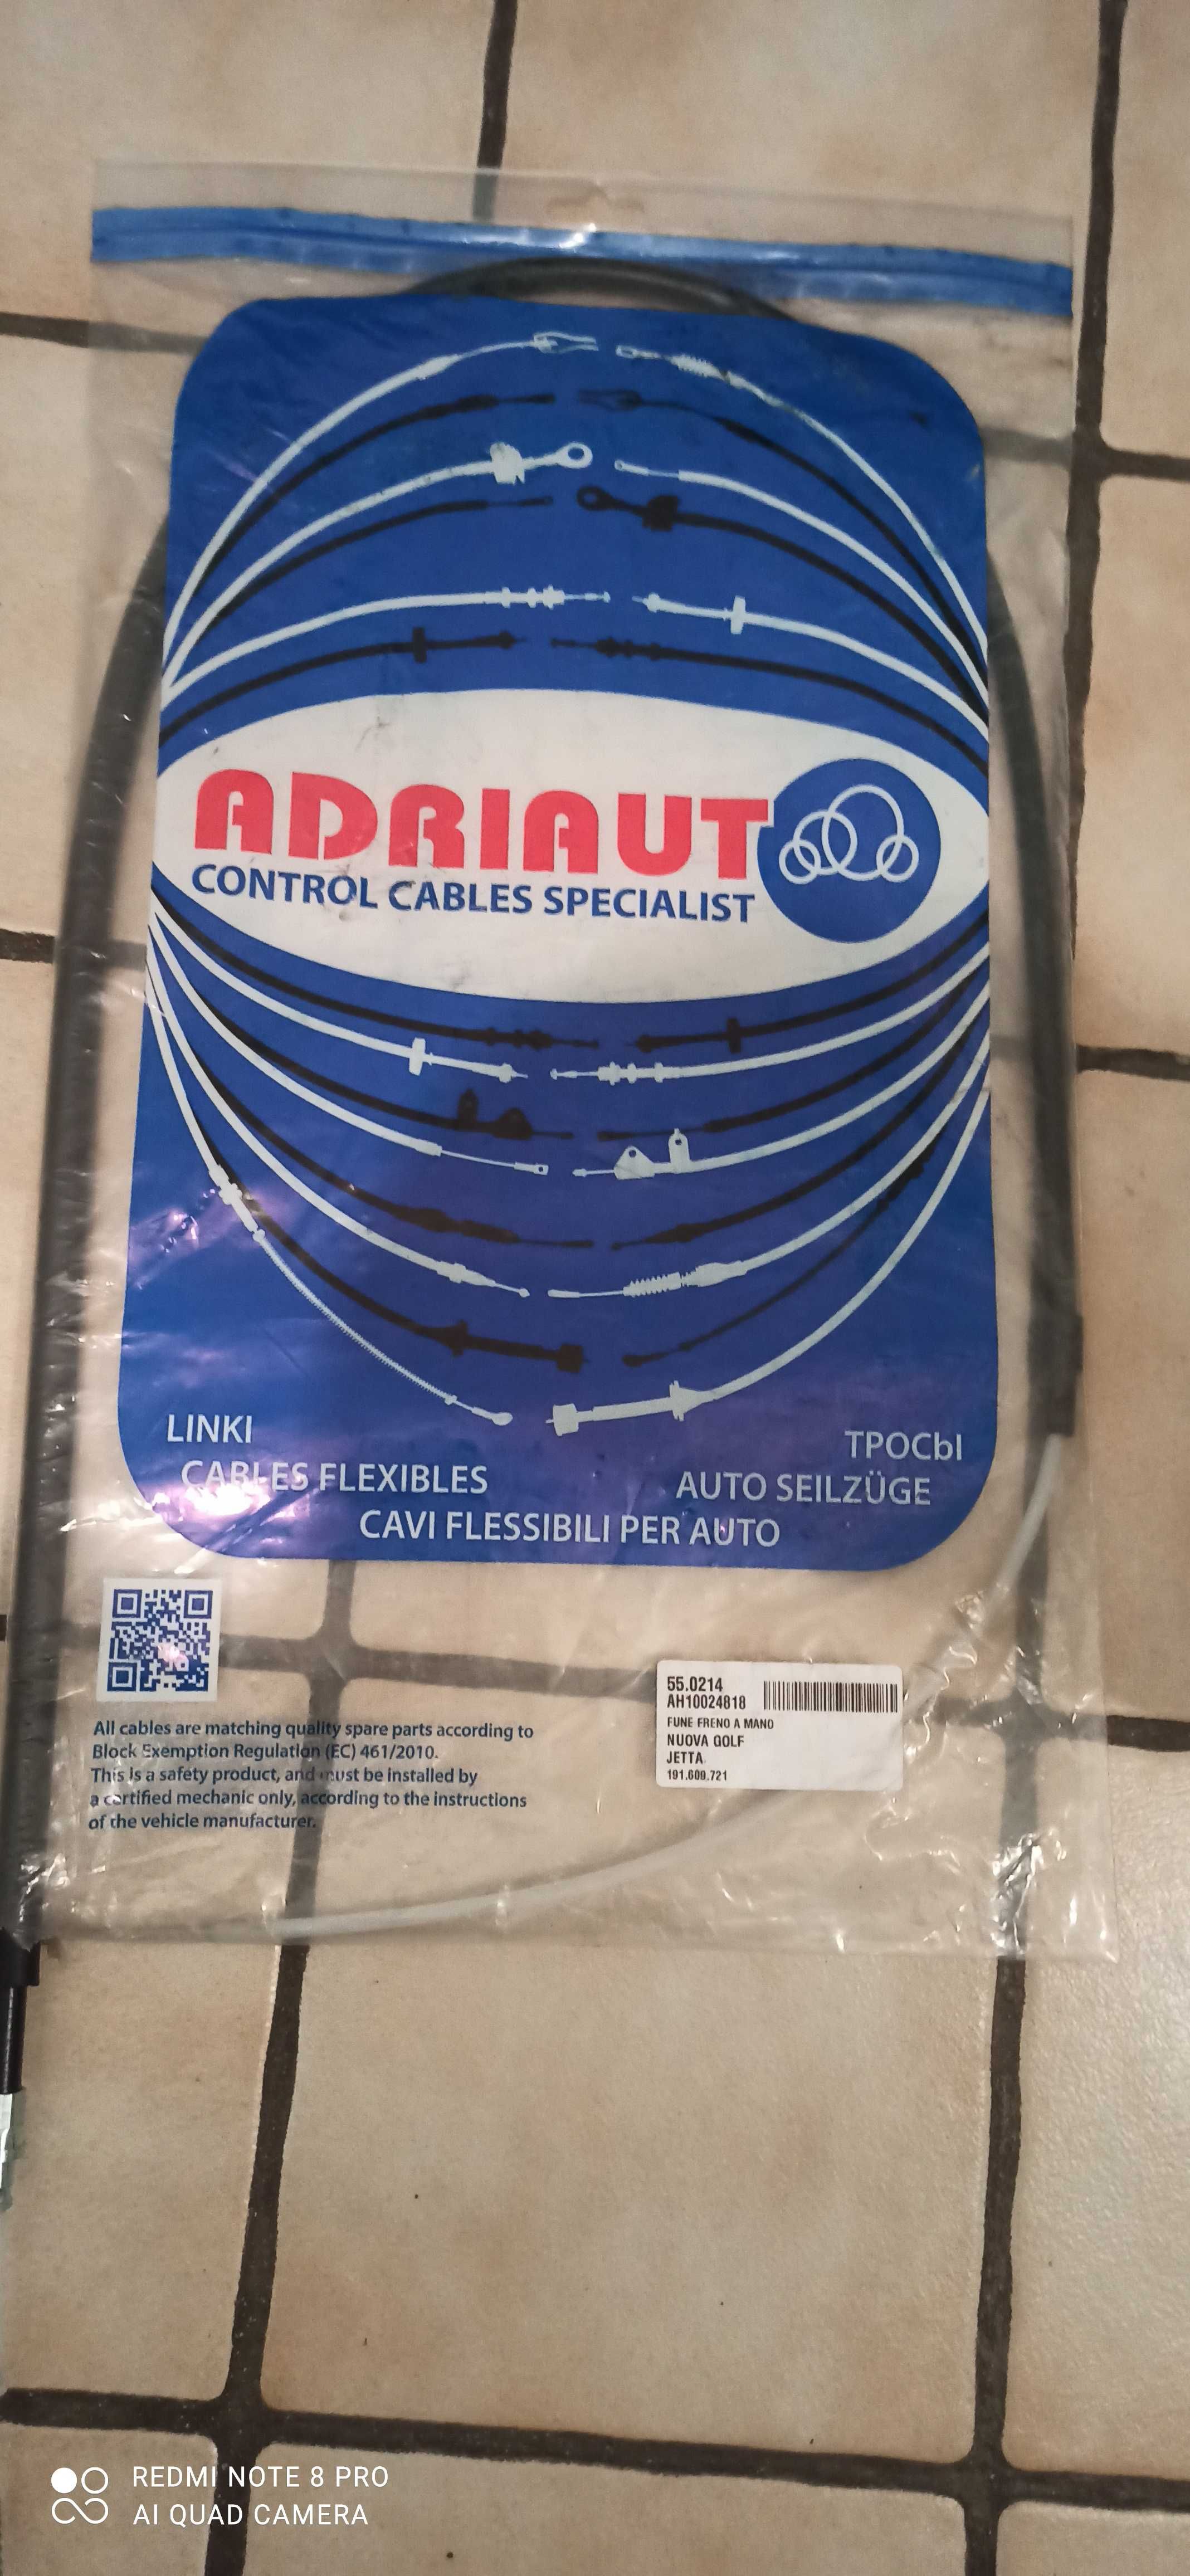 ADRIAUT
CONTROL CABLES SPECIALIST
LINKI
TPOCbI
CABLES FLEXIBLES
AUTO SEILZÜGE
CAVI FLESSIBILI PER AUTO
55.0214
AH10024818
FUNE FRENO A MANO
NUOVA GOLF
JETTA
191.609.721
All cables are matching quality spare parts according to
Block Exemption Regulation (EC) 461/2010.
This is a safety product, and must be installed by
a certified mechanic only, according to the instructions
of the vehicle manufacturer.
REDMI NOTE 8 PRO
AI QUAD CAMERA